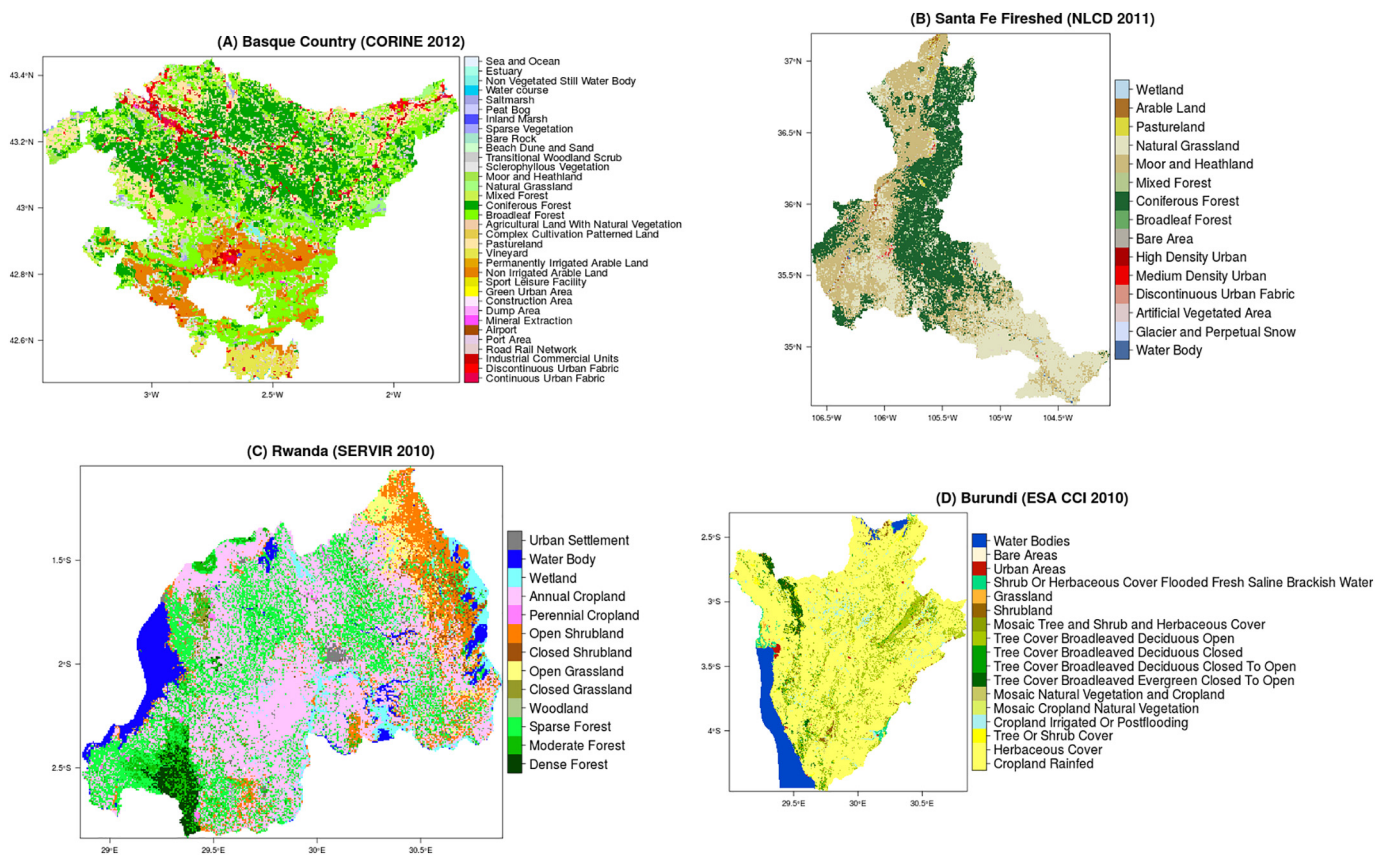 (A) Basque Country (CORINE 2012)
43.4°N
43.2°N
43°N
42.8°N
42.6°N
3°W
2.5°W
2°W
Sea and Ocean
Estuary
Non Vegetated Still Water Body
Water course
Saltmarsh
Peat Bog
Inland Marsh
Sparse Vegetation
Bare Rock
Beach Dune and Sand
Transitional Woodland Scrub
Sclerophyllous Vegetation
Moor and Heathland
Natural Grassland
Mixed Forest
Coniferous Forest
Broadleaf Forest
Agricultural Land With Natural Vegetation
Complex Cultivation Patterned Land
Pastureland
Vineyard
Permanently Irrigated Arable Land
Non Irrigated Arable Land
Sport Leisure Facility
Green Urban Area
Construction Area
Dump Area
Mineral Extraction
Airport
Port Area
Road Rail Network
Industrial Commercial Units
Discontinuous Urban Fabric
Continuous Urban Fabric
(B) Santa Fe Fireshed (NLCD 2011)
37°N
36.5°N
36°N
35.5°N
35°N
106.5°W
106°W
105.5°W
105°W
104.5°W
Wetland
Arable Land
Pastureland
Natural Grassland
Moor and Heathland
Mixed Forest
Coniferous Forest
Broadleaf Forest
Bare Area
High Density Urban
Medium Density Urban
Discontinuous Urban Fabric
Artificial Vegetated Area
Glacier and Perpetual Snow
Water Body
(C) Rwanda (SERVIR 2010)
1.5°S
2°S
2.5°S
29°E
29.5°E
30°E
30.5°E
Urban Settlement
Water Body
Wetland
Annual Cropland
Perennial Cropland
Open Shrubland
Closed Shrubland
Open Grassland
Closed Grassland
Woodland
Sparse Forest
Moderate Forest
Dense Forest
(D) Burundi (ESA CCI 2010)
2.5°S
3°S
3.5°S
4°S
29.5°E
30°E
30.5°E
Water Bodies
Bare Areas
Urban Areas
Shrub Or Herbaceous Cover Flooded Fresh Saline Brackish Water
Grassland
Shrubland
Mosaic Tree and Shrub and Herbaceous Cover
Tree Cover Broadleaved Deciduous Open
Tree Cover Broadleaved Deciduous Closed
Tree Cover Broadleaved Deciduous Closed To Open
Tree Cover Broadleaved Evergreen Closed To Open
Mosaic Natural Vegetation and Cropland
Mosaic Cropland Natural Vegetation
Cropland Irrigated Or Postflooding
Tree Or Shrub Cover
Herbaceous Cover
Cropland Rainfed